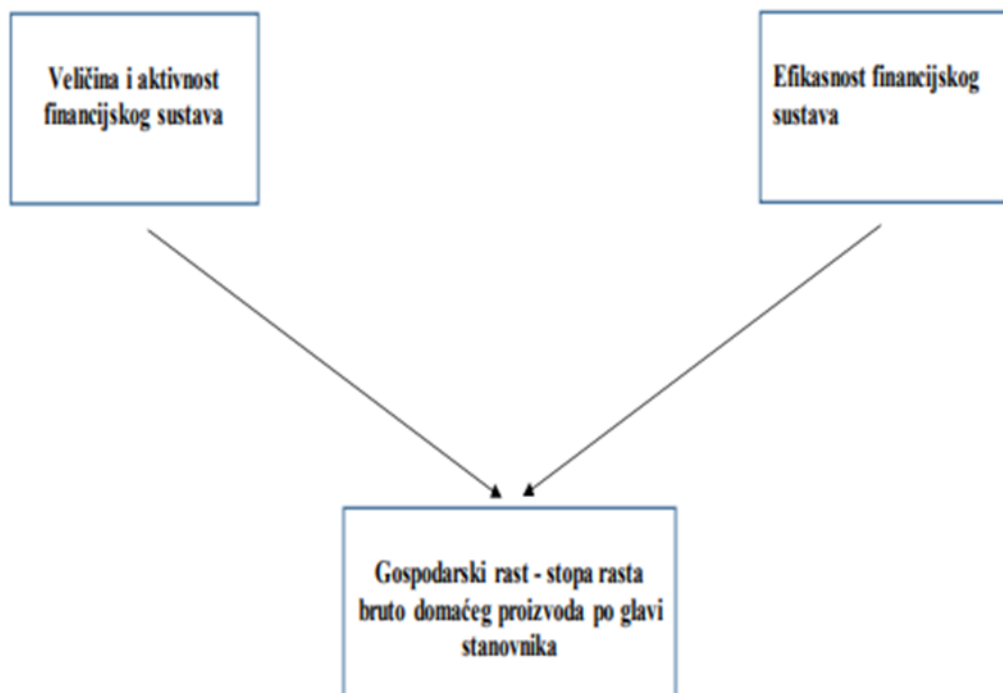 Veličina i aktivnost
financijskog sustava
Efikasnost financijskog
sustava
Gospodarski rast - stopa rasta
bruto domaćeg proizvoda po glavi
stanovnika